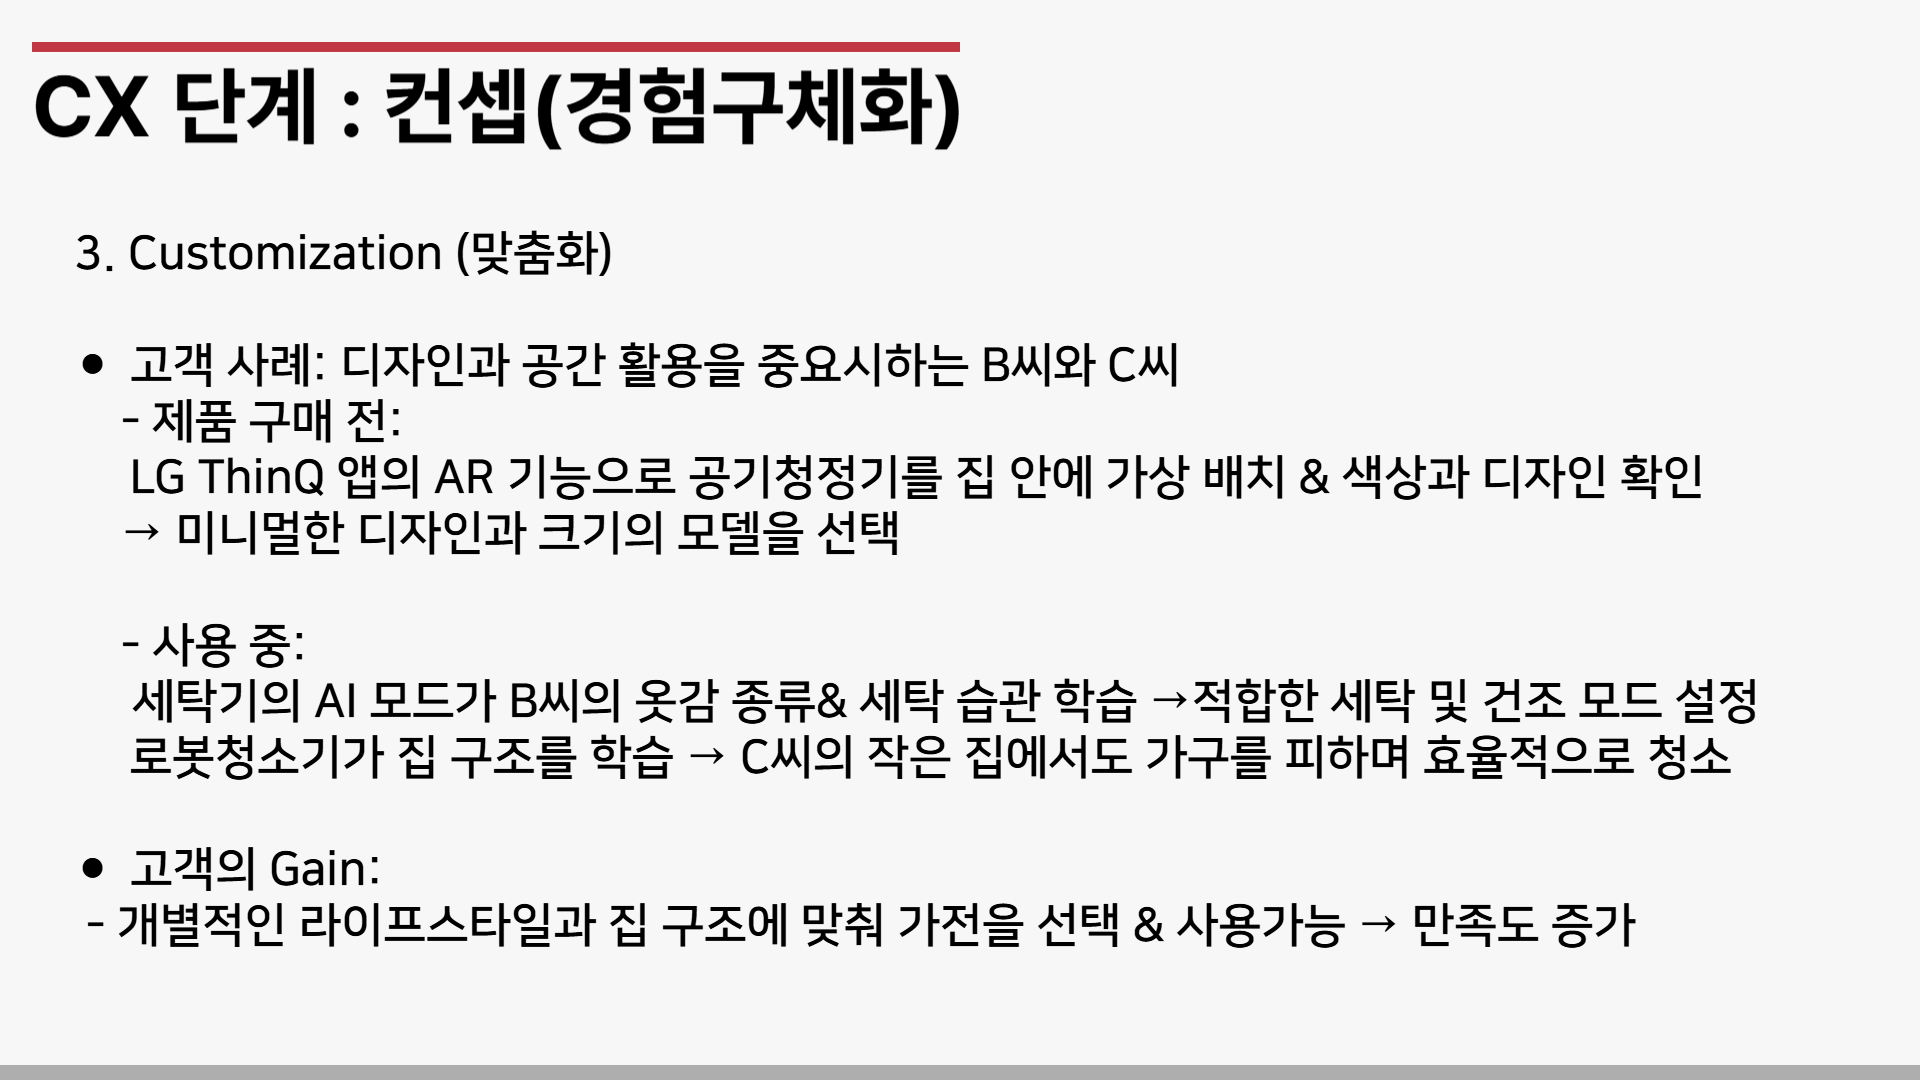 CX 단계 : 컨셉(경험구체화)
3. Customization (맞춤화)
● 고객 사례: 디자인과 공간 활용을 중요시하는 B씨와 C씨
- 제품 구매 전:
LG ThinQ 앱의 AR 기능으로 공기청정기를 집 안에 가상 배치 & 색상과 디자인 확인
→ 미니멀한 디자인과 크기의 모델을 선택
- 사용 중:
세탁기의 AI 모드가 B씨의 옷감 종류& 세탁 습관 학습 →적합한 세탁 및 건조 모드 설정
로봇청소기가 집 구조를 학습 → C씨의 작은 집에서도 가구를 피하며 효율적으로 청소
● 고객의 Gain:
- 개별적인 라이프스타일과 집 구조에 맞춰 가전을 선택 & 사용가능 → 만족도 증가